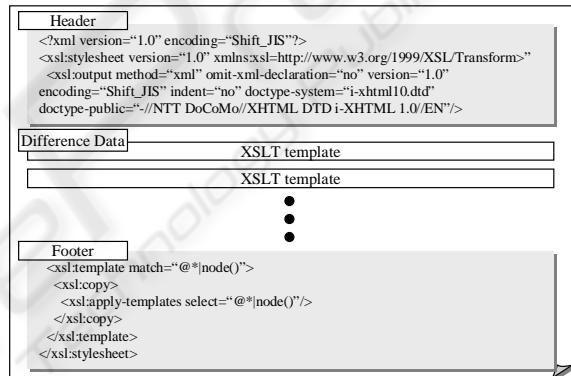 Header
<?xml version=“1.0” encoding=“Shift_JIS”?>
<xsl:stylesheet version=“1.0” xmlns:xsl=http://www.w3.org/1999/XSL/Transform>”
<xsl:output method=“xml” omit-xml-declaration=“no” version=“1.0”
encoding=“Shift_JIS” indent=“no” doctype-system=“i-xhtml10.dtd”
doctype-public=“-//NTT DoCoMo//XHTML DTD i-XHTML 1.0//EN”/>
Difference Data
XSLT template
XSLT template
Footer
<xsl:template match=“@*|node()”>
<xsl:copy>
<xsl:apply-templates select=“@*|node()”/>
</xsl:copy>
</xsl:template>
</xsl:stylesheet>